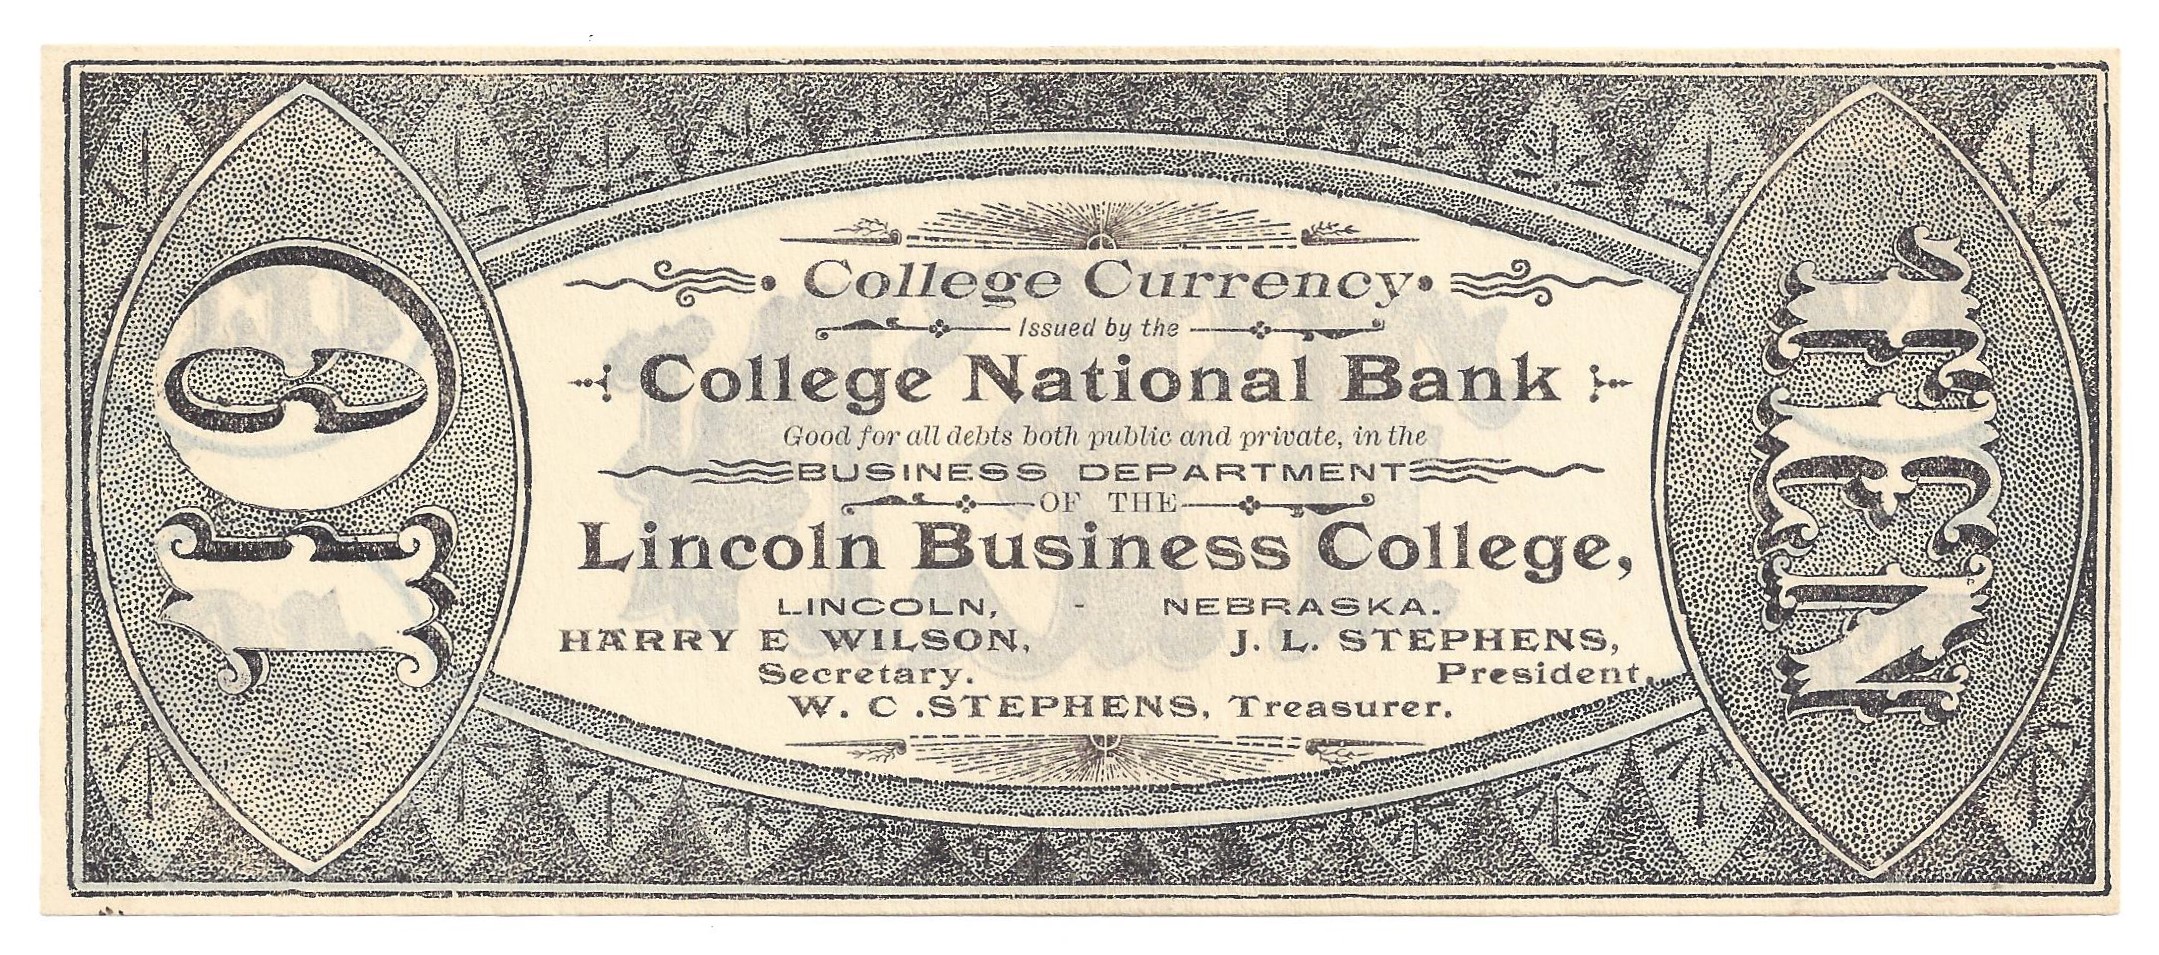 10
College Currency
Issued by the
College National Bank
Good for all debts both public and private, in the
BUSINESS DEPARTMENT
OF THE
Lincoln Business College,
LINCOLN, - NEBRASKA.
HARRY E WILSON, J. L. STEPHENS,
Secretary. President.
W. C .STEPHENS, Treasurer.
TEN